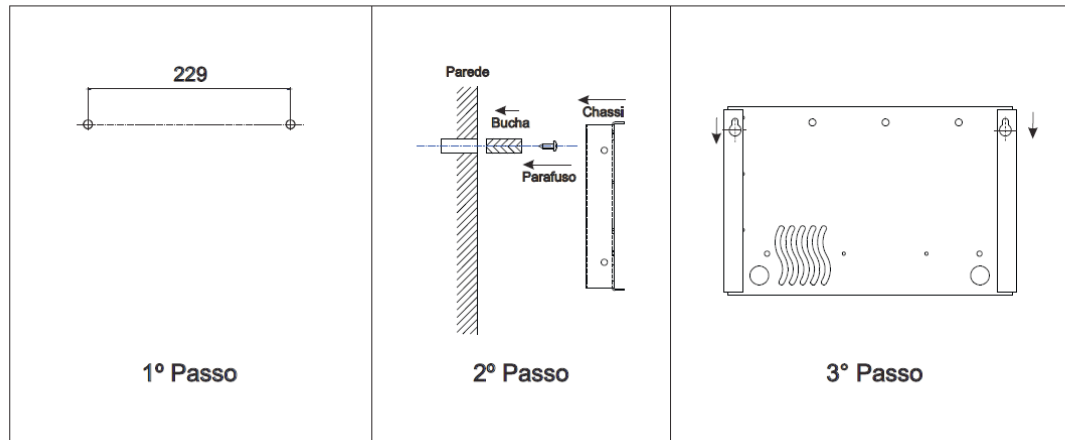 229
1º Passo
Parede
Chassi
Bucha
Parafuso
2º Passo
3° Passo